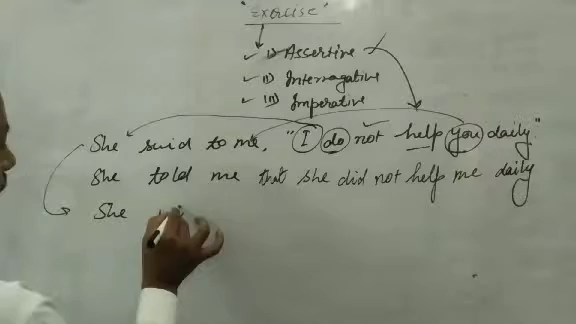 "Exercise"
i) Assertive
ii) Interrogative
iii) Imperative
She said to me, "I do not help you daily."
She told me that she did not help me daily
She